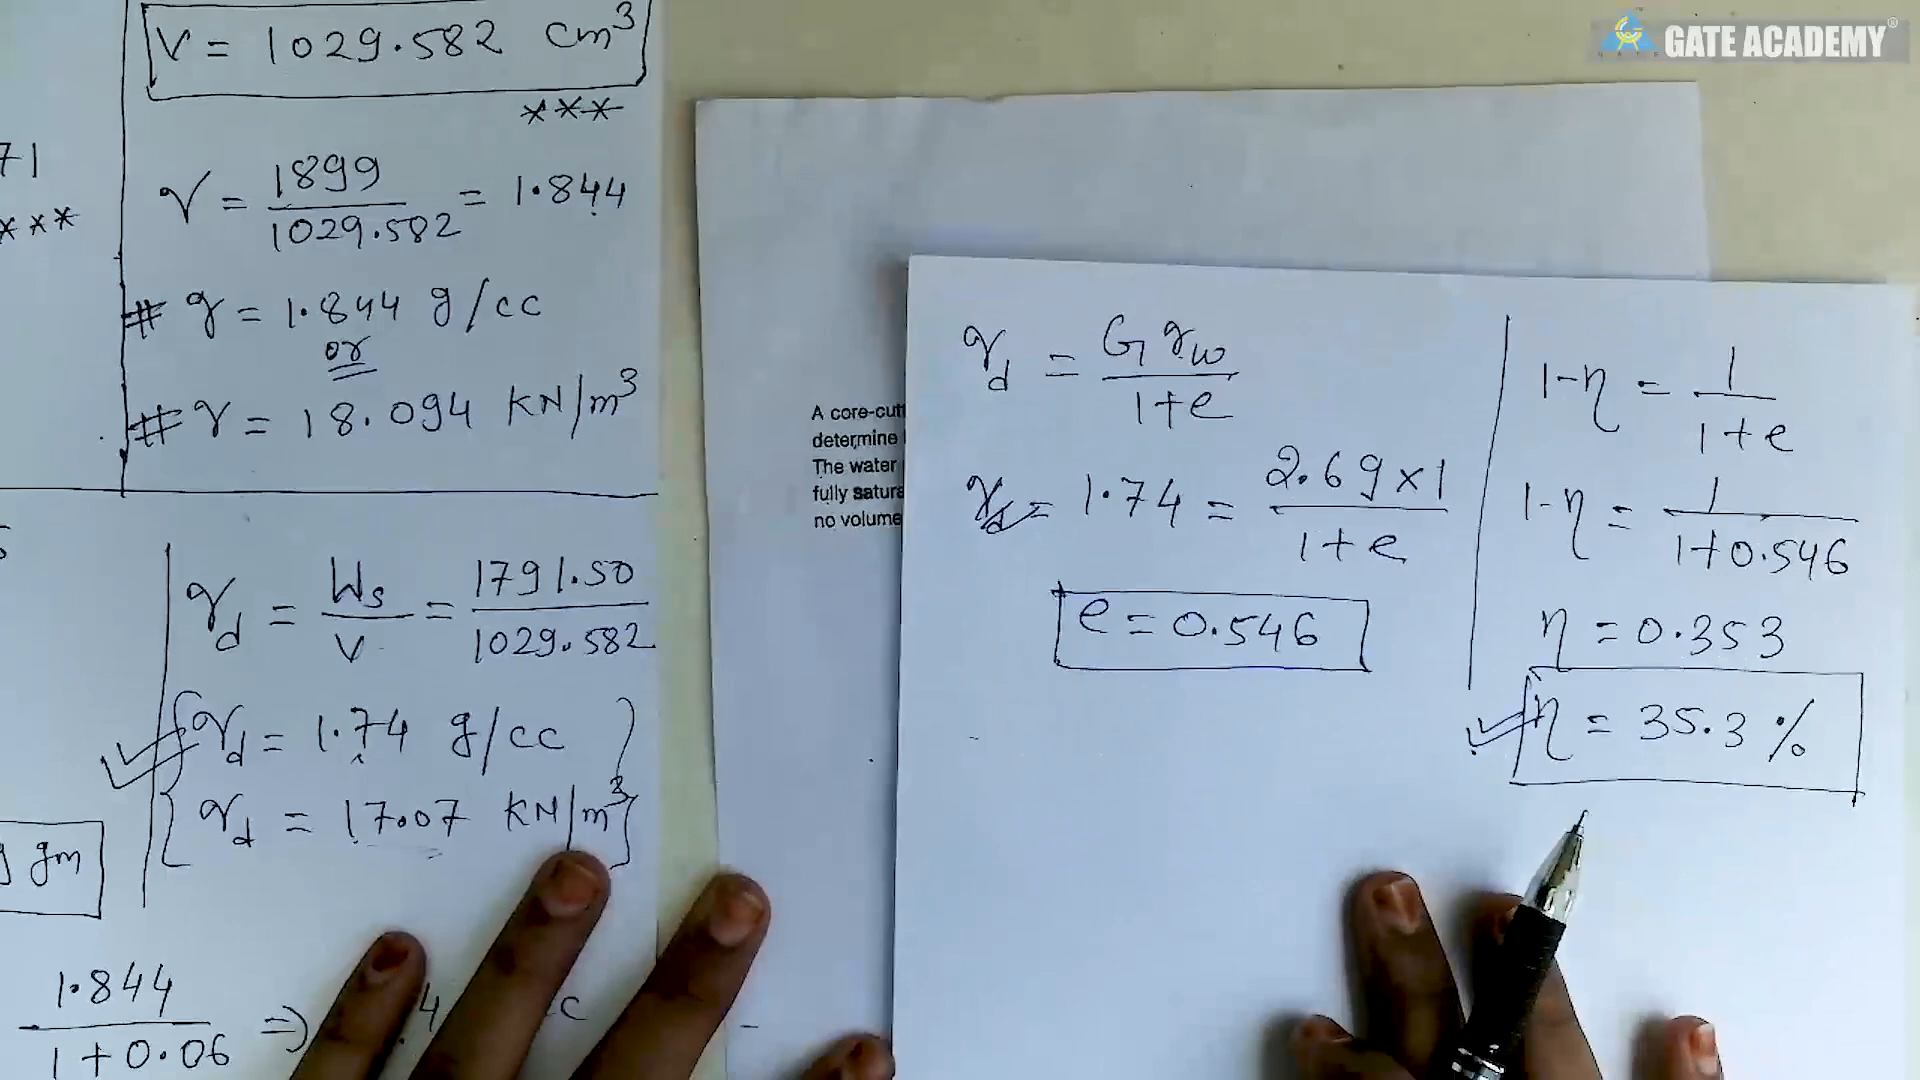 GATE ACADEMY®
V = 1029.582 cm³
***
71
***
γ = 1899 / 1029.582 = 1.844
# γ = 1.844 g/cc
or
# γ = 18.094 KN/m³
γd = Ws / V = 1791.50 / 1029.582
γd = 1.74 g/cc
γd = 17.07 KN/m³
gm
1.844 / 1+0.06 ⇒
A core-cut
determine
The water
fully satura
no volume
γd = G γw / 1+e
γd = 1.74 = 2.69×1 / 1+e
e = 0.546
1-η = 1 / 1+e
1-η = 1 / 1+0.546
η = 0.353
η = 35.3 %